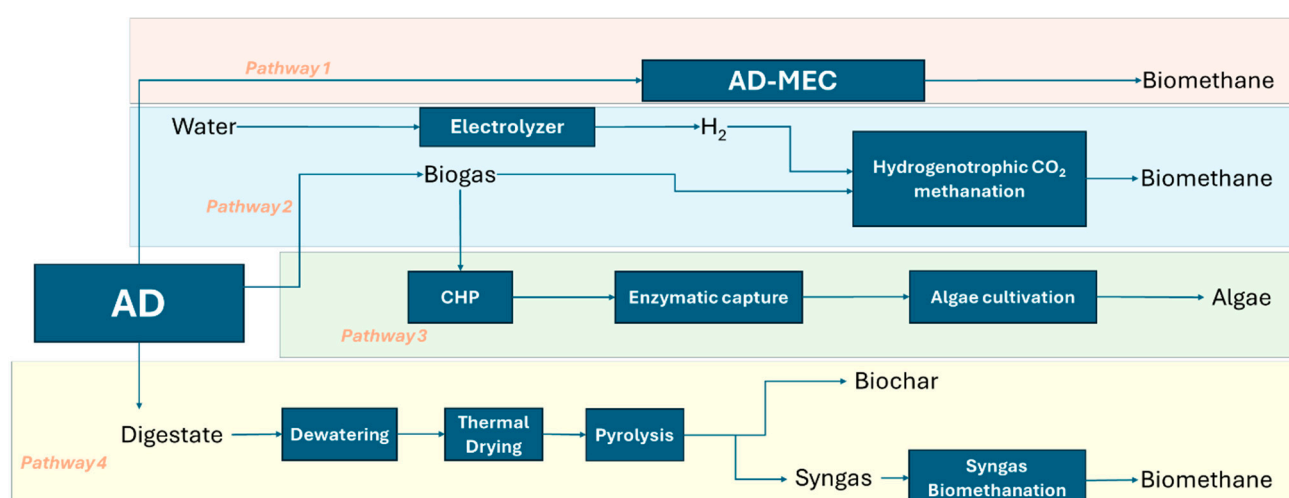 Pathway 1
AD-MEC
Biomethane
Water
Electrolyzer
H₂
Hydrogenotrophic CO₂
methanation
Biomethane
Biogas
Pathway 2
AD
CHP
Enzymatic capture
Algae cultivation
Algae
Pathway 3
Biochar
Digestate
Dewatering
Thermal
Drying
Pyrolysis
Pathway 4
Syngas
Syngas
Biomethanation
Biomethane